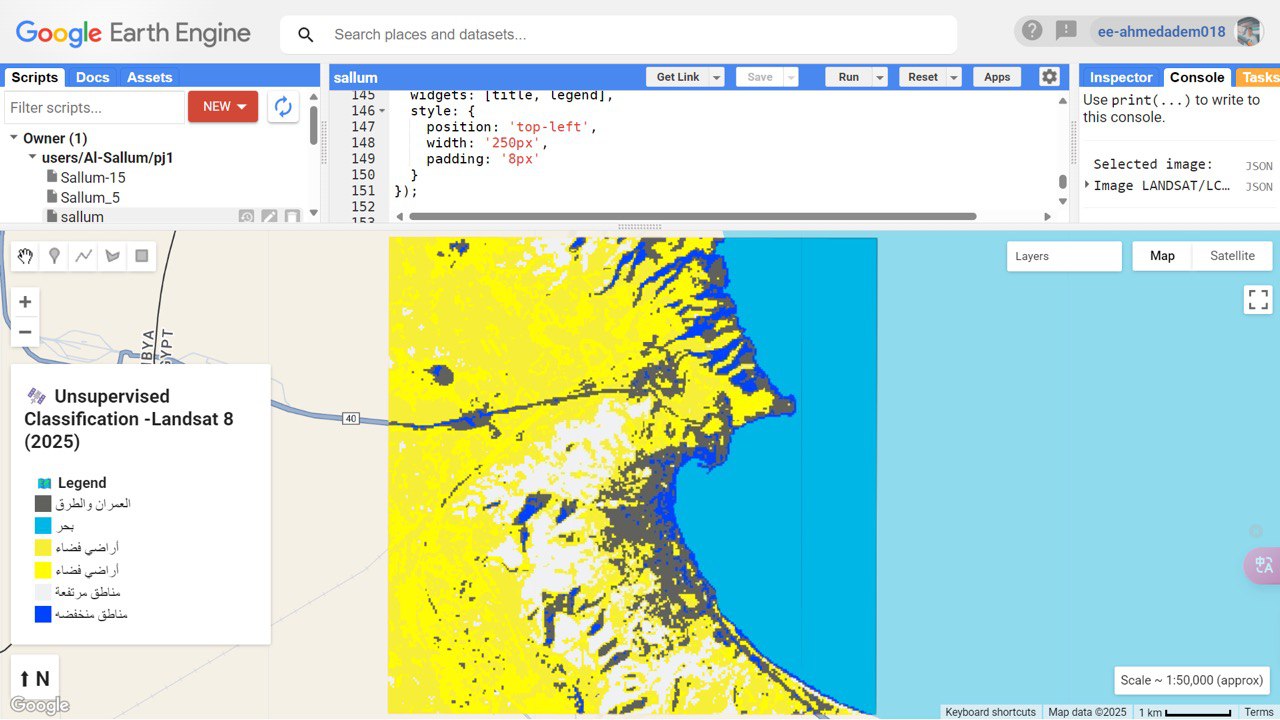 Google Earth Engine
Search places and datasets...
ee-ahmedadem018
Scripts Docs Assets
Filter scripts...
NEW
Owner (1)
users/Al-Sallum/pj1
Sallum-15
Sallum_5
sallum
sallum
Get Link
Save
Run
Reset
Apps
145 widgets: [title, legend],
146 style: {
147 position: 'top-left',
148 width: '250px',
149 padding: '8px'
150 }
151 });
152
153
Inspector Console Tasks
Use print(...) to write to
this console.
Selected image: JSON
Image LANDSAT/LC… JSON
Layers
Map Satellite
+
−
40
Unsupervised
Classification -Landsat 8
(2025)
Legend
العمران والطرق
بحر
أراضي فضاء
أراضي فضاء
مناطق مرتفعة
مناطق منخفضه
↑ N
Google
Scale ~ 1:50,000 (approx)
Keyboard shortcuts Map data ©2025 1 km Terms